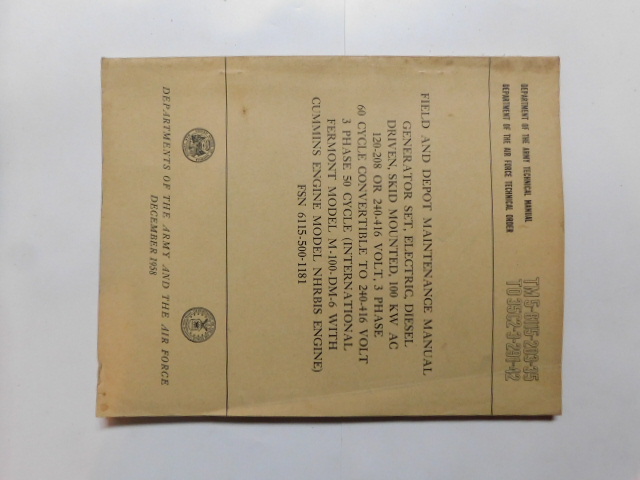 DEPARTMENT OF THE ARMY TECHNICAL MANUAL
DEPARTMENT OF THE AIR FORCE TECHNICAL ORDER
FIELD AND DEPOT MAINTENANCE MANUAL
GENERATOR SET, ELECTRIC, DIESEL
DRIVEN, SKID MOUNTED, 100 KW AC
120-208 OR 240-416 VOLT, 3 PHASE
60 CYCLE CONVERTIBLE TO 240-416 VOLT
3 PHASE 50 CYCLE (INTERNATIONAL
FERMONT MODEL M-100-DM-6 WITH
CUMMINS ENGINE MODEL NHRBIS ENGINE)
FSN 6115-500-1181
DEPARTMENTS OF THE ARMY AND THE AIR FORCE
DECEMBER 1958